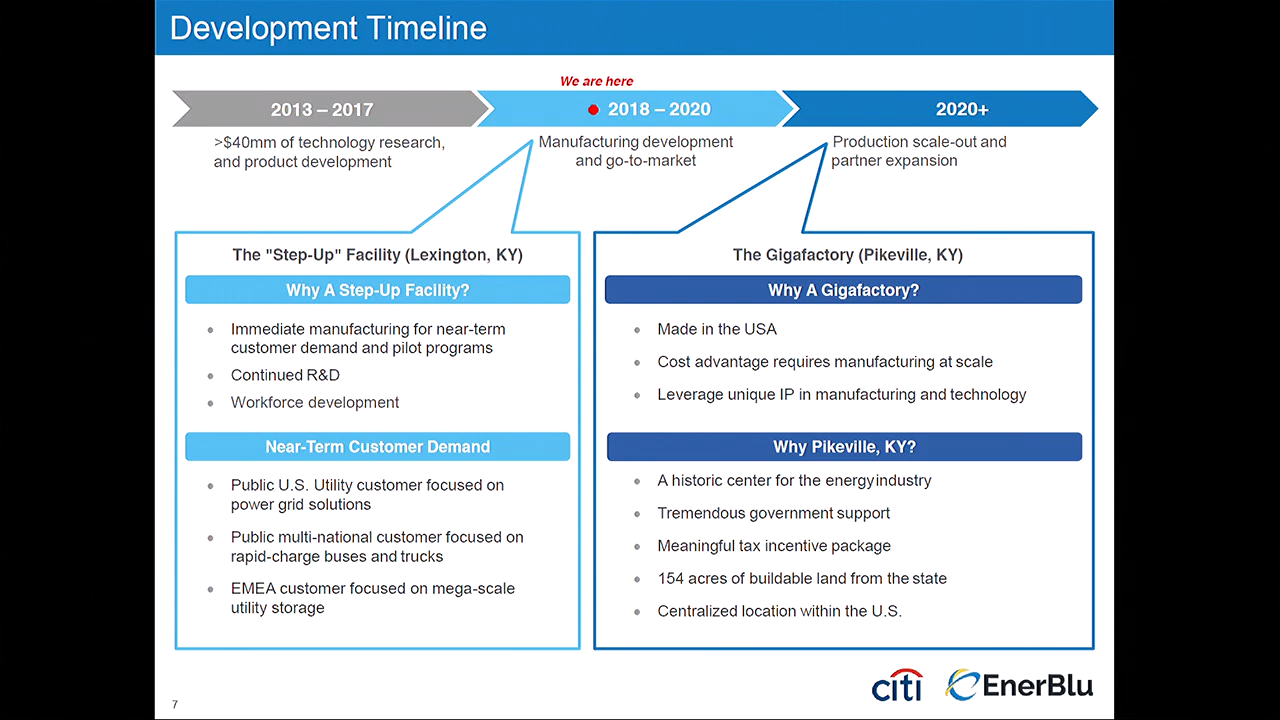 Development Timeline
We are here
2013 – 2017
2018 – 2020
2020+
>$40mm of technology research,
and product development
Manufacturing development
and go-to-market
Production scale-out and
partner expansion
The "Step-Up" Facility (Lexington, KY)
Why A Step-Up Facility?
Immediate manufacturing for near-term
customer demand and pilot programs
Continued R&D
Workforce development
Near-Term Customer Demand
Public U.S. Utility customer focused on
power grid solutions
Public multi-national customer focused on
rapid-charge buses and trucks
EMEA customer focused on mega-scale
utility storage
The Gigafactory (Pikeville, KY)
Why A Gigafactory?
Made in the USA
Cost advantage requires manufacturing at scale
Leverage unique IP in manufacturing and technology
Why Pikeville, KY?
A historic center for the energy industry
Tremendous government support
Meaningful tax incentive package
154 acres of buildable land from the state
Centralized location within the U.S.
7
citi
EnerBlu